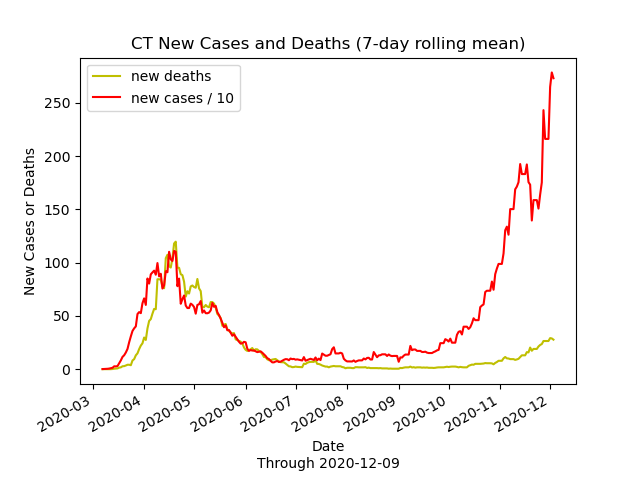 CT New Cases and Deaths (7-day rolling mean)
new deaths
new cases / 10
New Cases or Deaths
250
200
150
100
50
0
2020-03
2020-04
2020-05
2020-06
2020-07
2020-08
2020-09
2020-10
2020-11
2020-12
Date
Through 2020-12-09